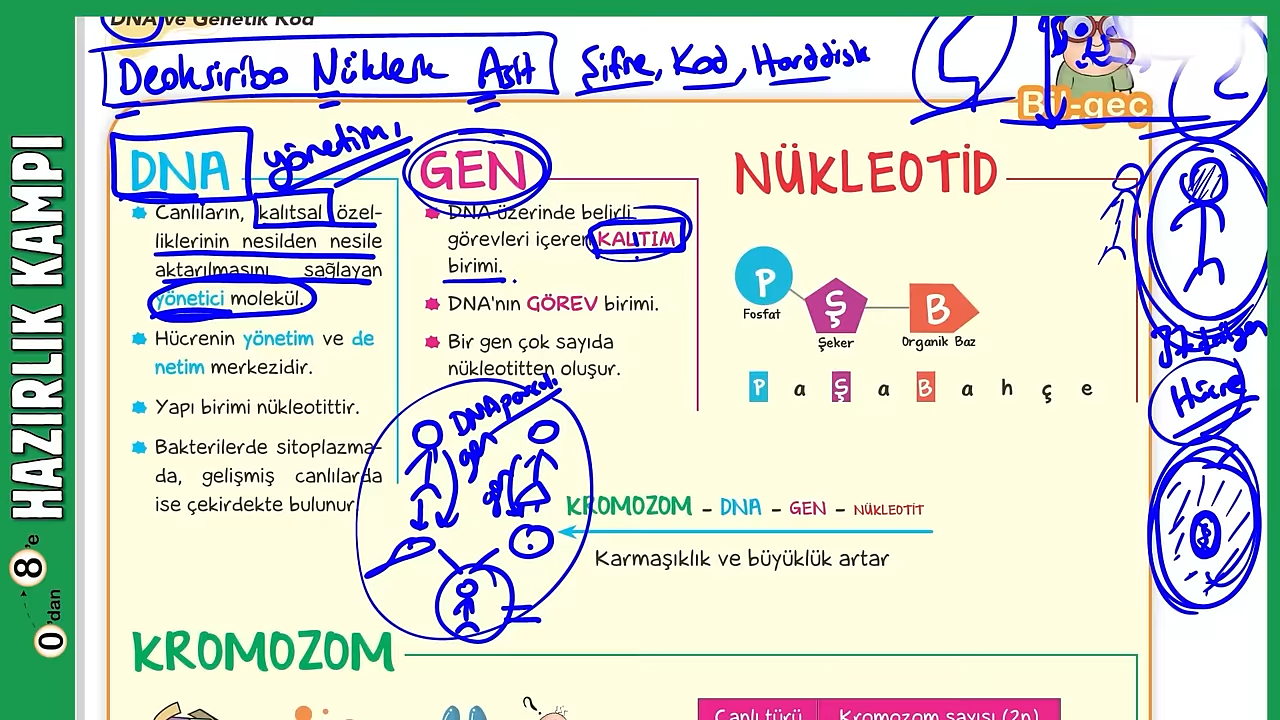 DNA ve Genetik Kod
Deoksiribo Nükleik Asit Şifre, Kod, Harddisk
Bil-geç
HAZIRLIK KAMPI
0'dan 8'e
DNA
yönetim,
Canlıların, kalıtsal özel-
liklerinin nesilden nesile
aktarılmasını sağlayan
yönetici molekül.
Hücrenin yönetim ve de
netim merkezidir.
Yapı birimi nükleotittir.
Bakterilerde sitoplazma-
da, gelişmiş canlılarda
ise çekirdekte bulunur.
GEN
DNA üzerinde belirli
görevleri içeren KALITIM
birimi.
DNA'nın GÖREV birimi.
Bir gen çok sayıda
nükleotitten oluşur.
DNA parçalı
gen
NÜKLEOTİD
P
Fosfat
Ş
Şeker
B
Organik Baz
P a Ş a B a h ç e
Hücre
KROMOZOM - DNA - GEN - NÜKLEOTİT
Karmaşıklık ve büyüklük artar
KROMOZOM
?
Canlı türü Kromozom sayısı (2n)